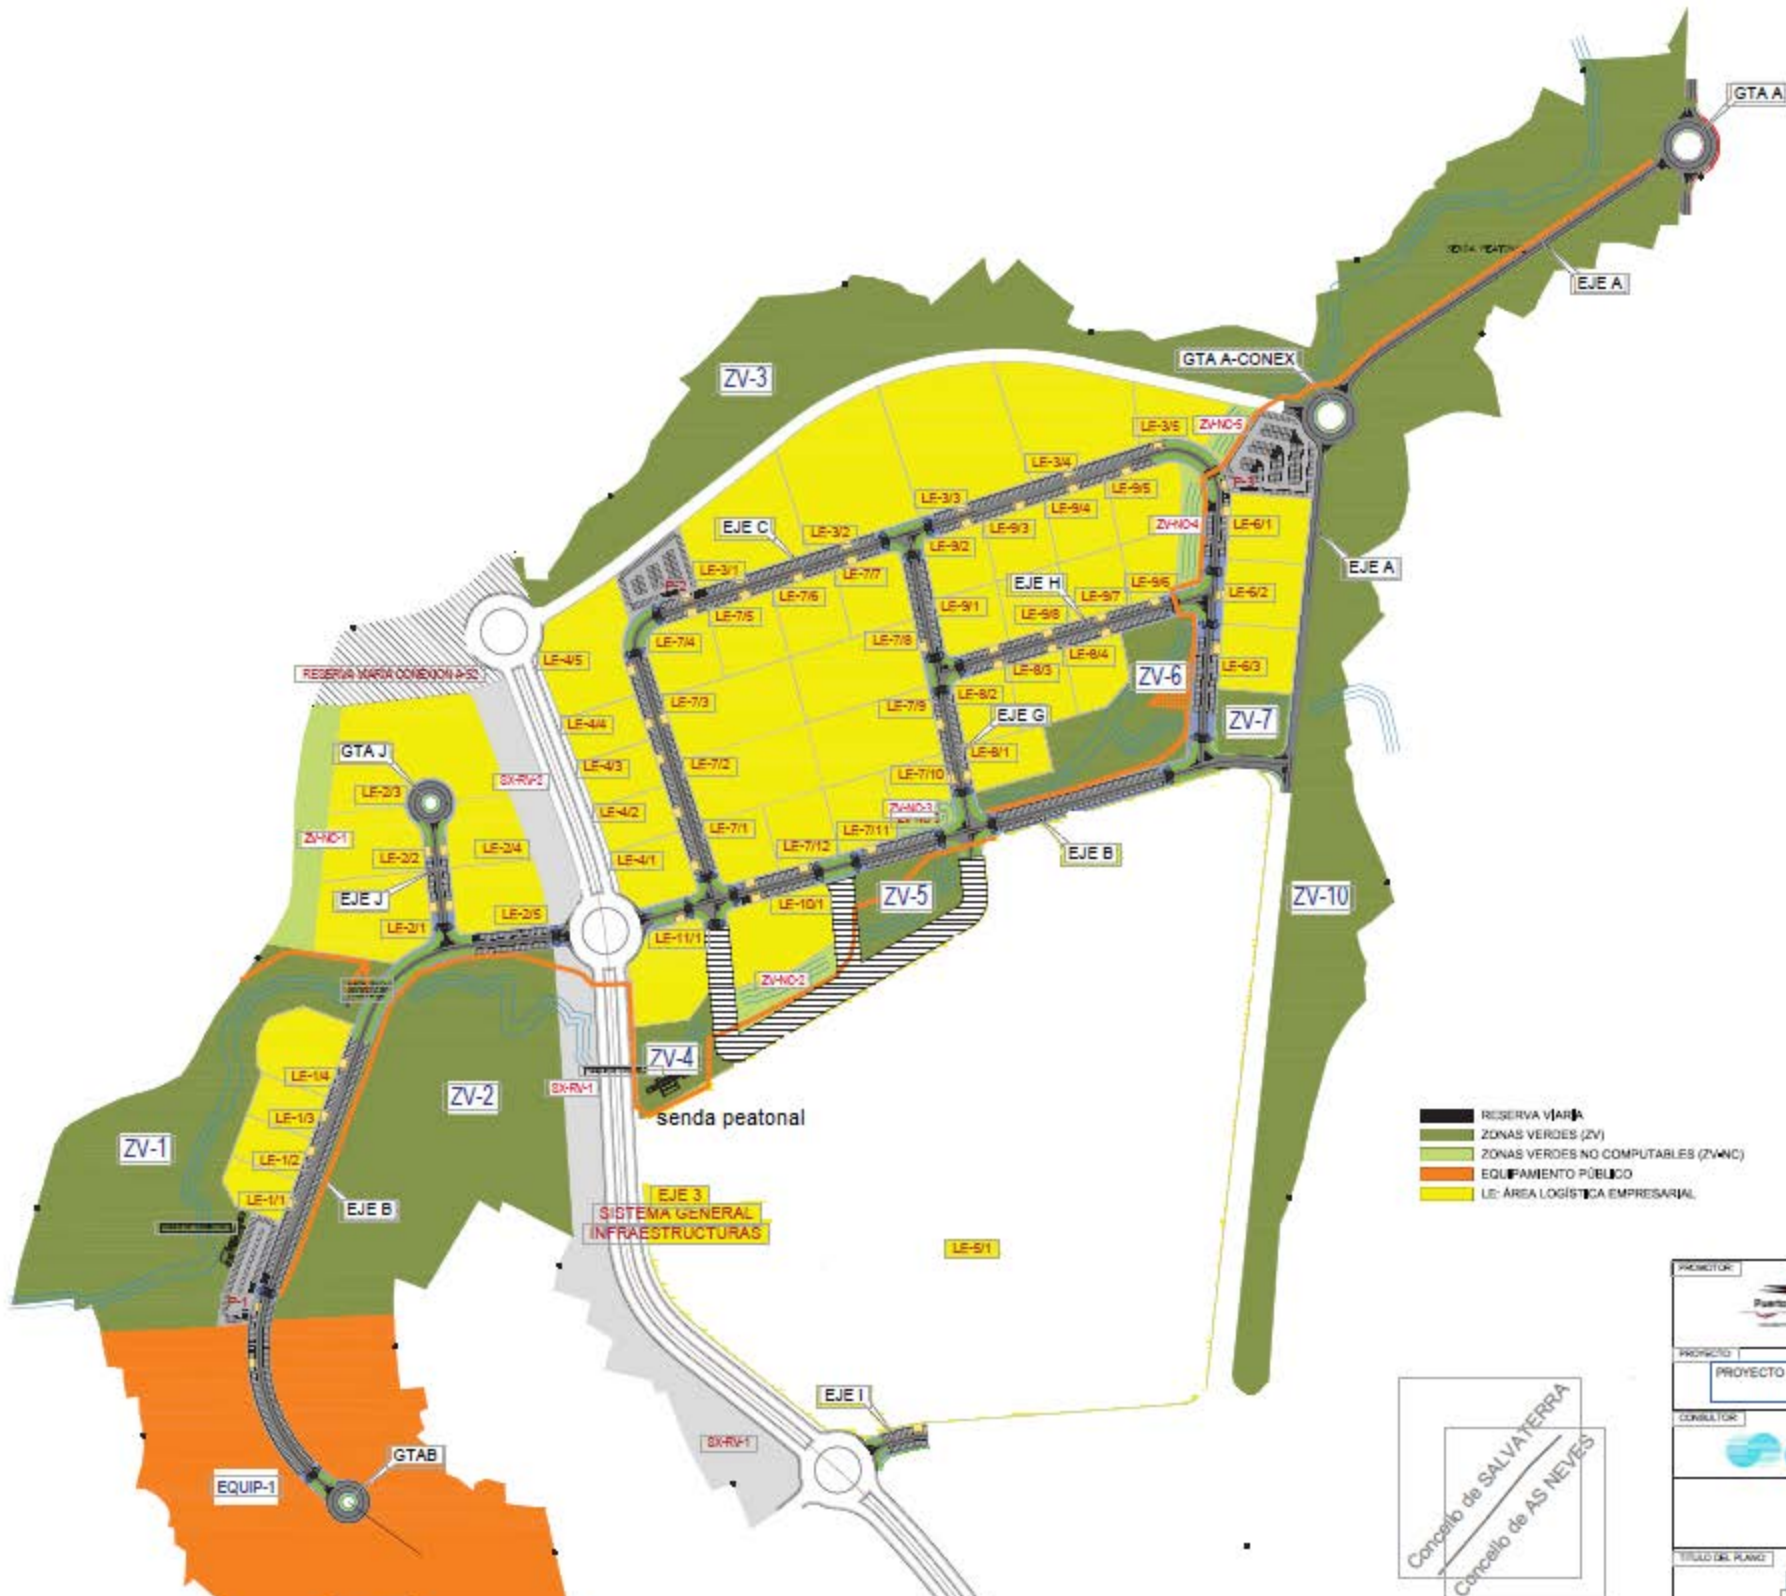 GTA A
SENDA PEATONAL
EJE A
GTA A-CONEX
ZV-3
LE-3/5
ZV-NC-5
LE-3/4
LE-9/5
P-3
LE-3/3
LE-9/4
EJE C
LE-3/2
LE-9/3
ZV-NC-4
LE-6/1
LE-9/2
LE-3/1
LE-7/7
EJE A
P-2
LE-7/6
EJE H
LE-9/6
LE-6/2
LE-7/5
LE-9/1
LE-9/7
LE-9/8
LE-7/4
LE-7/8
LE-8/4
LE-4/5
LE-8/3
LE-6/3
RESERVA VIARIA CONEXION A-52
ZV-6
LE-7/3
LE-8/2
LE-7/9
EJE G
ZV-7
LE-4/4
GTA J
LE-8/1
LE-4/3
LE-7/2
SX-RV-2
LE-7/10
LE-2/3
ZV-NC-3
LE-4/2
ZV-NC-1
LE-7/1
LE-7/11
LE-2/4
LE-7/12
LE-2/2
LE-4/1
EJE B
EJE J
ZV-5
ZV-10
LE-10/1
LE-2/5
LE-2/1
LE-11/1
ZV-NC-2
ZV-4
LE-1/4
SX-RV-1
ZV-2
senda peatonal
LE-1/3
ZV-1
LE-1/2
LE-1/1
EJE B
EJE 3
SISTEMA GENERAL
INFRAESTRUCTURAS
LE-5/1
P-1
EJE I
SX-RV-1
GTAB
EQUIP-1
RESERVA VIARIA
ZONAS VERDES (ZV)
ZONAS VERDES NO COMPUTABLES (ZV-NC)
EQUIPAMIENTO PÚBLICO
LE: ÁREA LOGÍSTICA EMPRESARIAL
Concello de SALVATERRA
Concello de AS NEVES
PROMOTOR:
PROYECTO:
PROYECTO
CONSULTOR:
TITULO DEL PLANO: